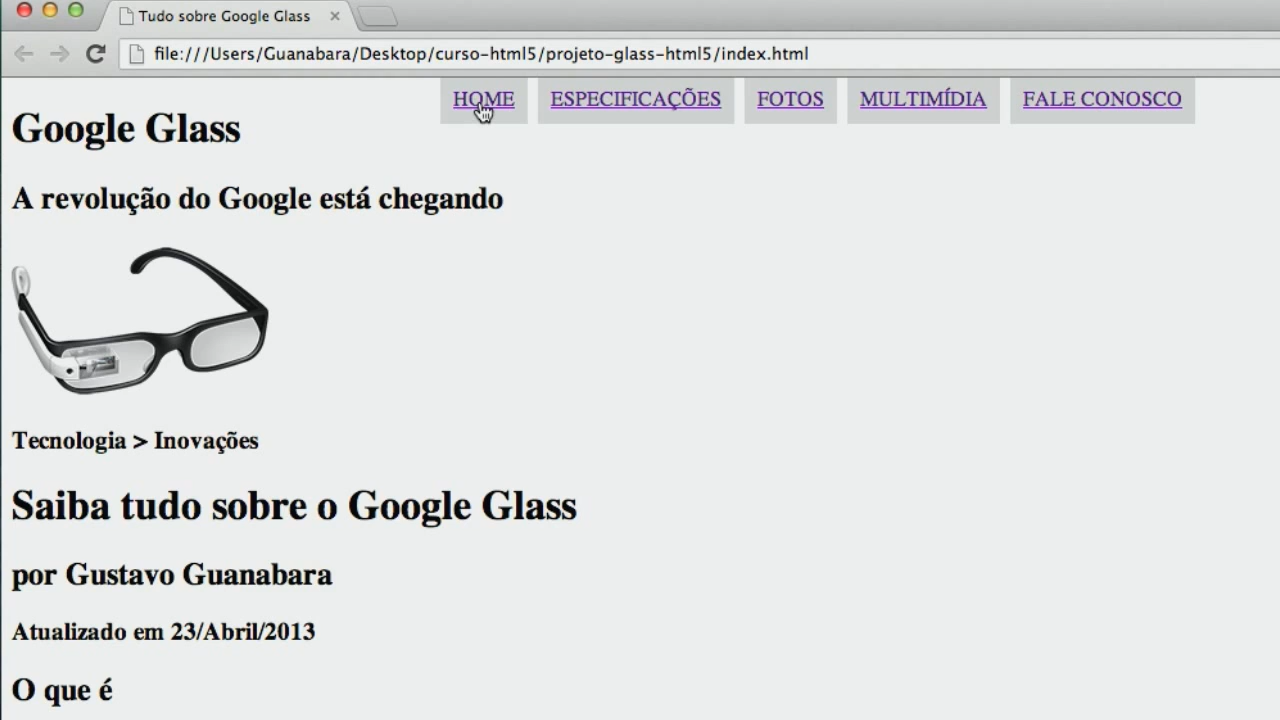 Tudo sobre Google Glass
file:///Users/Guanabara/Desktop/curso-html5/projeto-glass-html5/index.html
HOME ESPECIFICAÇÕES FOTOS MULTIMÍDIA FALE CONOSCO
Google Glass
A revolução do Google está chegando
Tecnologia > Inovações
Saiba tudo sobre o Google Glass
por Gustavo Guanabara
Atualizado em 23/Abril/2013
O que é